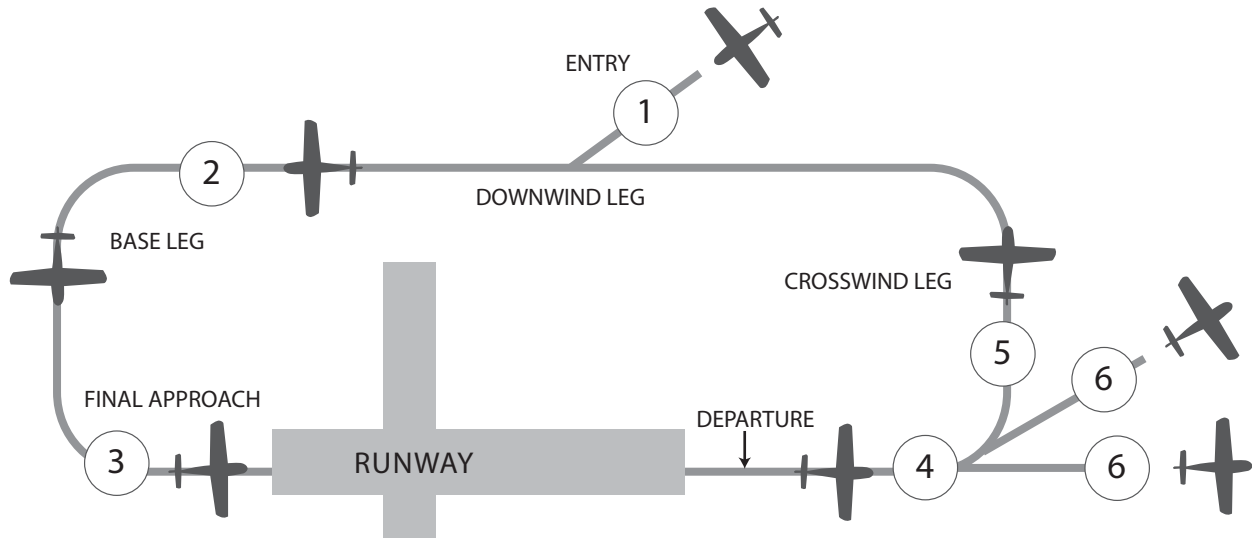 ENTRY
1
2
DOWNWIND LEG
BASE LEG
CROSSWIND LEG
5
6
FINAL APPROACH
DEPARTURE
3
RUNWAY
4
6